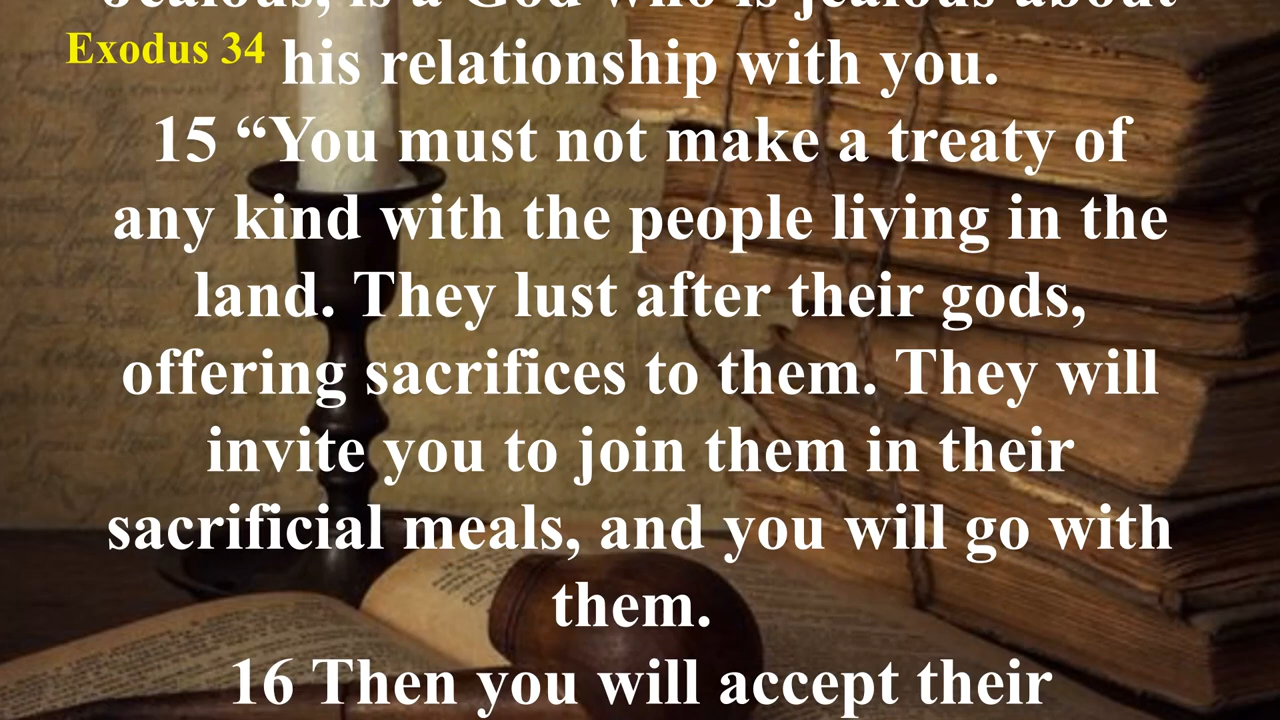 Jealous, is a God who is jealous about
Exodus 34
his relationship with you.
15 “You must not make a treaty of
any kind with the people living in the
land. They lust after their gods,
offering sacrifices to them. They will
invite you to join them in their
sacrificial meals, and you will go with
them.
16 Then you will accept their